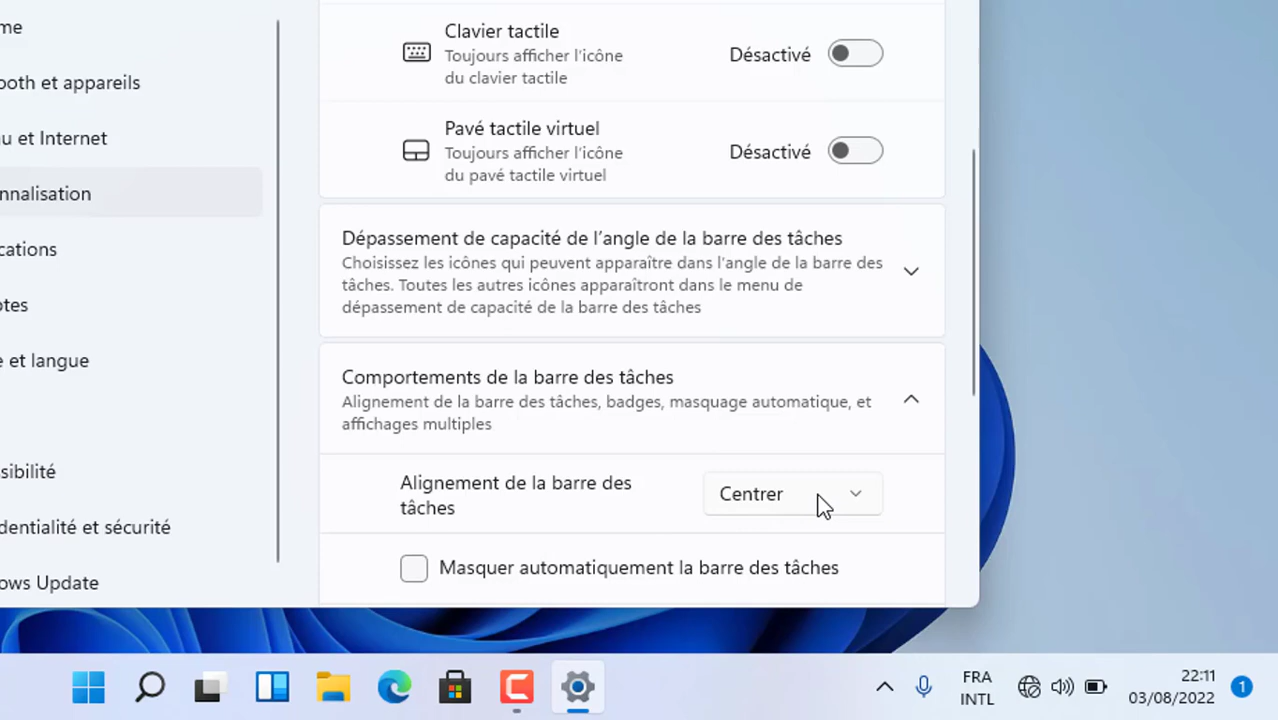 me
Clavier tactile
Toujours afficher l'icône
du clavier tactile
Désactivé
ooth et appareils
u et Internet
Pavé tactile virtuel
Toujours afficher l'icône
du pavé tactile virtuel
Désactivé
nnalisation
cations
otes
e et langue
sibilité
dentialité et sécurité
ows Update
Dépassement de capacité de l’angle de la barre des tâches
Choisissez les icônes qui peuvent apparaître dans l'angle de la barre des
tâches. Toutes les autres icônes apparaîtront dans le menu de
dépassement de capacité de la barre des tâches
Comportements de la barre des tâches
Alignement de la barre des tâches, badges, masquage automatique, et
affichages multiples
Alignement de la barre des
tâches
Centrer
Masquer automatiquement la barre des tâches
FRA
INTL
22:11
03/08/2022
1